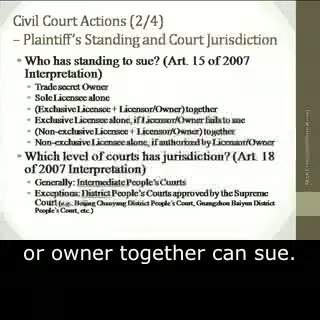 Civil Court Actions (2/4)
– Plaintiff's Standing and Court Jurisdiction
• Who has standing to sue? (Art. 15 of 2007
Interpretation)
• Trade secret Owner
• Sole Licensee alone
• (Exclusive Licensee + Licensor/Owner) together
• Exclusive Licensee alone, if Licensor/Owner fails to sue
• (Non-exclusive Licensee + Licensor/Owner) together
• Non-exclusive Licensee alone, if authorized by Licensor/Owner
• Which level of courts has jurisdiction? (Art. 18
of 2007 Interpretation)
• Generally: Intermediate People's Courts
• Exceptions: District People's Courts approved by the Supreme
Court (e.g., Beijing Chaoyang District People's Court, Guangzhou Baiyun District
People's Court, etc.)
or owner together can sue.